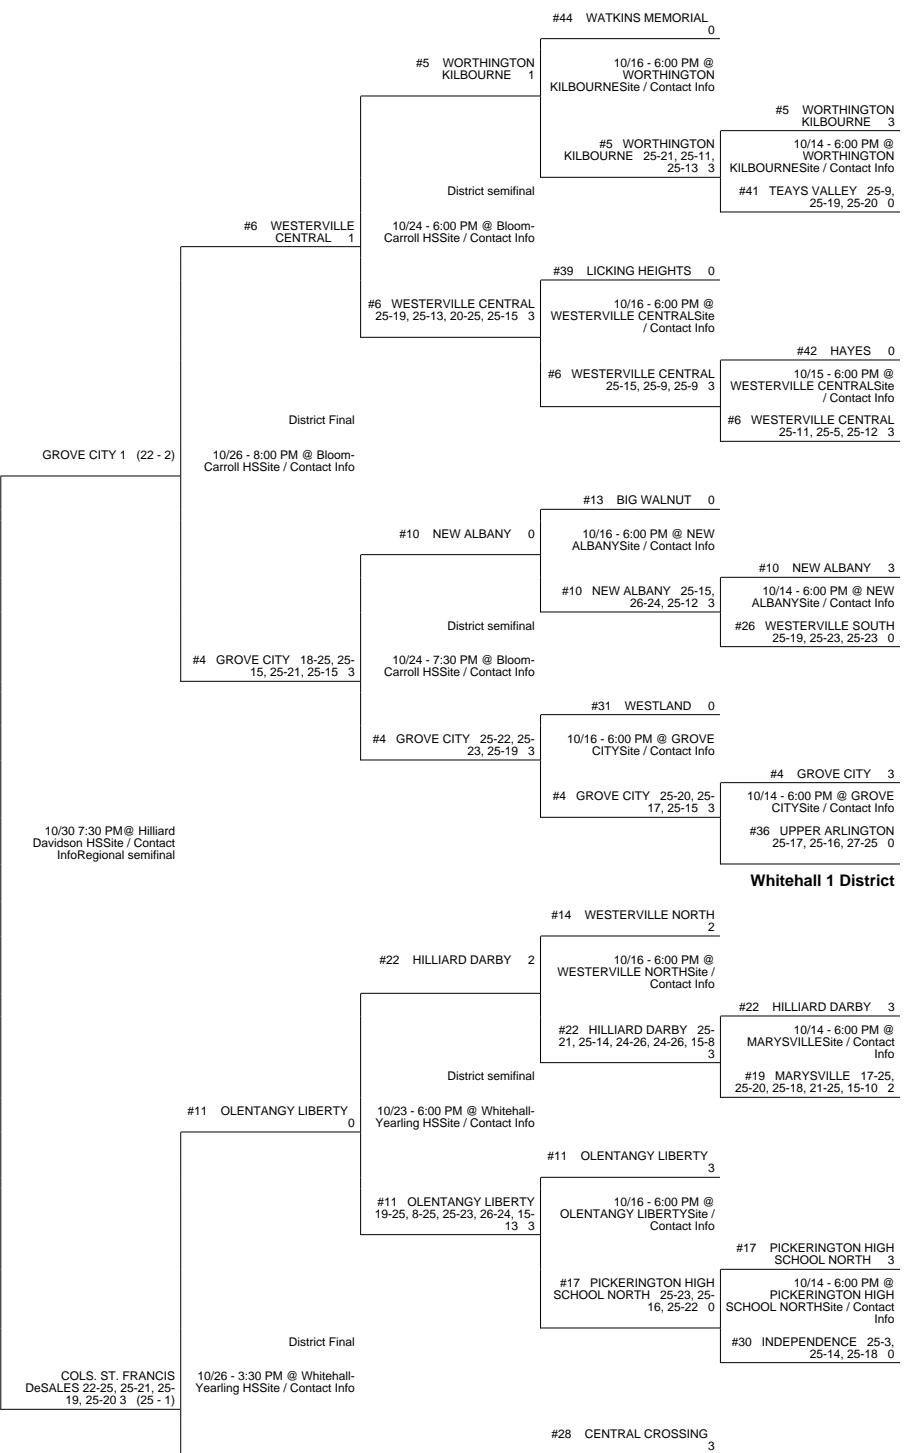 #44 WATKINS MEMORIAL
0
#5 WORTHINGTON
KILBOURNE 1
10/16 - 6:00 PM @
WORTHINGTON
KILBOURNESite / Contact Info
#5 WORTHINGTON
KILBOURNE 3
#5 WORTHINGTON
KILBOURNE 25-21, 25-11,
25-13 3
10/14 - 6:00 PM @
WORTHINGTON
KILBOURNESite / Contact Info
District semifinal
#41 TEAYS VALLEY 25-9,
25-19, 25-20 0
#6 WESTERVILLE
CENTRAL 1
10/24 - 6:00 PM @ Bloom-
Carroll HSSite / Contact Info
#39 LICKING HEIGHTS 0
#6 WESTERVILLE CENTRAL
25-19, 25-13, 20-25, 25-15 3
10/16 - 6:00 PM @
WESTERVILLE CENTRALSite
/ Contact Info
#42 HAYES 0
#6 WESTERVILLE CENTRAL
25-15, 25-9, 25-9 3
10/15 - 6:00 PM @
WESTERVILLE CENTRALSite
/ Contact Info
District Final
#6 WESTERVILLE CENTRAL
25-11, 25-5, 25-12 3
GROVE CITY 1 (22 - 2)
10/26 - 8:00 PM @ Bloom-
Carroll HSSite / Contact Info
#13 BIG WALNUT 0
#10 NEW ALBANY 0
10/16 - 6:00 PM @ NEW
ALBANYSite / Contact Info
#10 NEW ALBANY 3
#10 NEW ALBANY 25-15,
26-24, 25-12 3
10/14 - 6:00 PM @ NEW
ALBANYSite / Contact Info
District semifinal
#26 WESTERVILLE SOUTH
25-19, 25-23, 25-23 0
#4 GROVE CITY 18-25, 25-
15, 25-21, 25-15 3
10/24 - 7:30 PM @ Bloom-
Carroll HSSite / Contact Info
#31 WESTLAND 0
#4 GROVE CITY 25-22, 25-
23, 25-19 3
10/16 - 6:00 PM @ GROVE
CITYSite / Contact Info
#4 GROVE CITY 3
#4 GROVE CITY 25-20, 25-
17, 25-15 3
10/14 - 6:00 PM @ GROVE
CITYSite / Contact Info
10/30 7:30 PM@ Hilliard
Davidson HSSite / Contact
InfoRegional semifinal
#36 UPPER ARLINGTON
25-17, 25-16, 27-25 0
Whitehall 1 District
#14 WESTERVILLE NORTH
2
#22 HILLIARD DARBY 2
10/16 - 6:00 PM @
WESTERVILLE NORTHSite /
Contact Info
#22 HILLIARD DARBY 3
#22 HILLIARD DARBY 25-
21, 25-14, 24-26, 24-26, 15-8
3
10/14 - 6:00 PM @
MARYSVILLESite / Contact
Info
District semifinal
#19 MARYSVILLE 17-25,
25-20, 25-18, 21-25, 15-10 2
#11 OLENTANGY LIBERTY
0
10/23 - 6:00 PM @ Whitehall-
Yearling HSSite / Contact Info
#11 OLENTANGY LIBERTY
3
#11 OLENTANGY LIBERTY
19-25, 8-25, 25-23, 26-24, 15-
13 3
10/16 - 6:00 PM @
OLENTANGY LIBERTYSite /
Contact Info
#17 PICKERINGTON HIGH
SCHOOL NORTH 3
#17 PICKERINGTON HIGH
SCHOOL NORTH 25-23, 25-
16, 25-22 0
10/14 - 6:00 PM @
PICKERINGTON HIGH
SCHOOL NORTHSite / Contact
Info
District Final
#30 INDEPENDENCE 25-3,
25-14, 25-18 0
COLS. ST. FRANCIS
DeSALES 22-25, 25-21, 25-
19, 25-20 3 (25 - 1)
10/26 - 3:30 PM @ Whitehall-
Yearling HSSite / Contact Info
#28 CENTRAL CROSSING
3